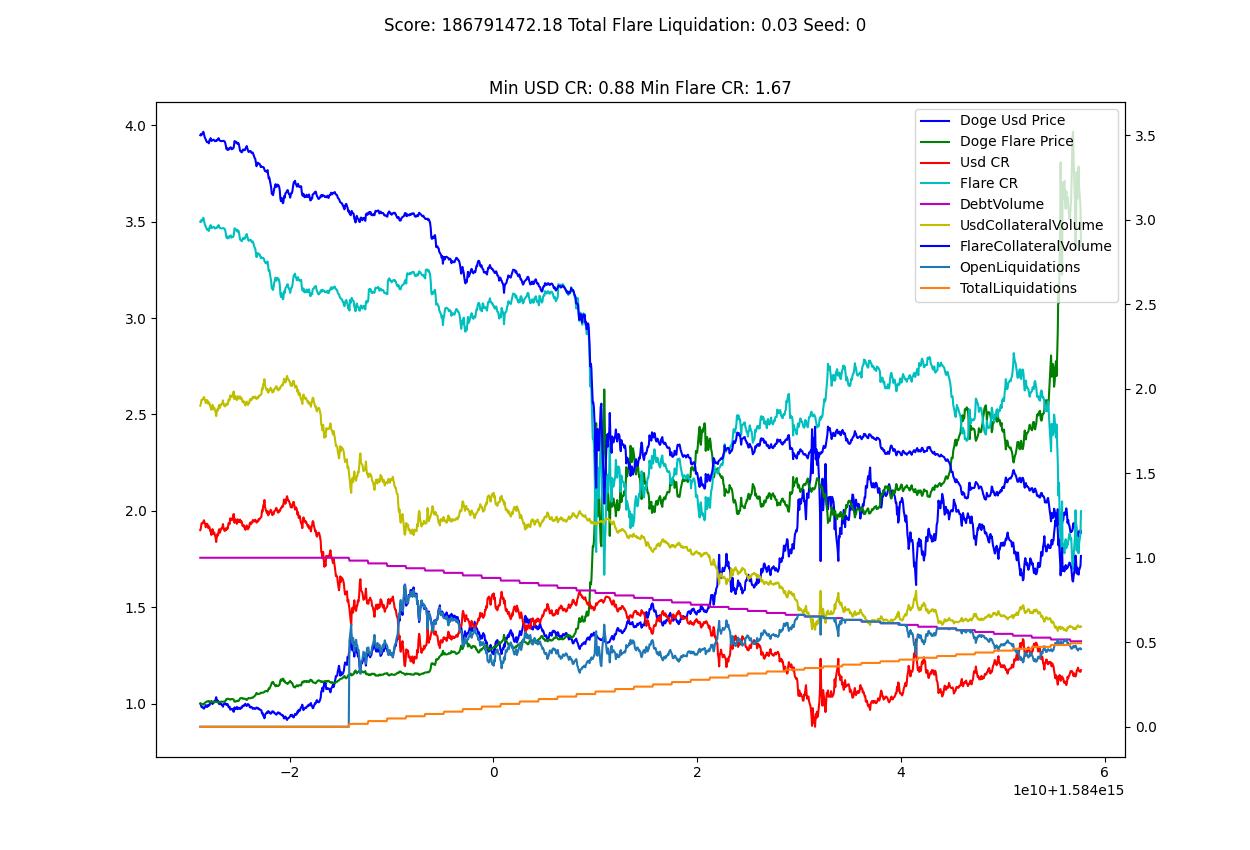 Score: 186791472.18 Total Flare Liquidation: 0.03 Seed: 0
Min USD CR: 0.88 Min Flare CR: 1.67
4.0
3.5
3.0
2.5
2.0
1.5
1.0
Doge Usd Price
Doge Flare Price
Usd CR
Flare CR
DebtVolume
UsdCollateralVolume
FlareCollateralVolume
OpenLiquidations
TotalLiquidations
3.5
3.0
2.5
2.0
1.5
1.0
0.5
0.0
−2 0 2 4 6
1e10+1.584e15